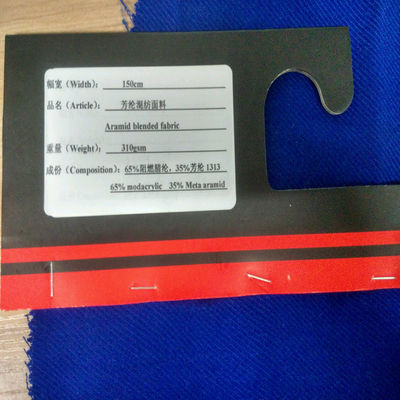 幅宽(Width): 150cm
品名(Article): 芳纶混纺面料
Aramid blended fabric
重量(Weight): 310gsm
成份(Composition): 65%阻燃腈纶, 35%芳纶 1313
65% modacrylic 35% Meta aramid